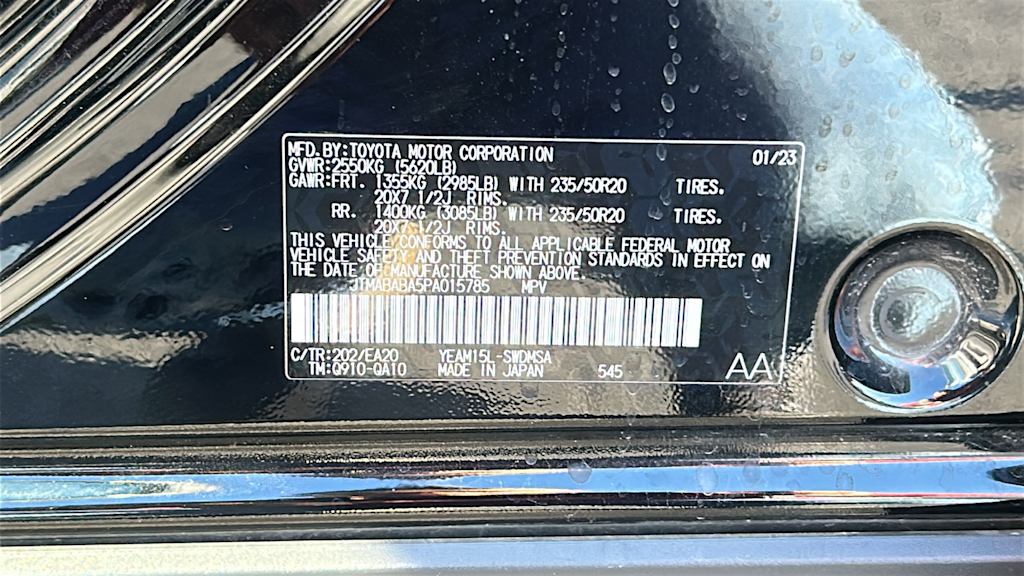 MFD.BY:TOYOTA MOTOR CORPORATION 01/23
GVWR:2550KG (5620LB)
GAWR:FRT. 1355KG (2985LB) WITH 235/50R20 TIRES.
20X7 1/2J RIMS.
RR. 1400KG (3085LB) WITH 235/50R20 TIRES.
20X7 1/2J RIMS.
THIS VEHICLE CONFORMS TO ALL APPLICABLE FEDERAL MOTOR
VEHICLE SAFETY AND THEFT PREVENTION STANDARDS IN EFFECT ON
THE DATE OF MANUFACTURE SHOWN ABOVE.
JTMABABA5PA015785 MPV
C/TR:202/EA20 YEAM15L-SWDMSA
TM:Q910-QA10 MADE IN JAPAN 545 AA